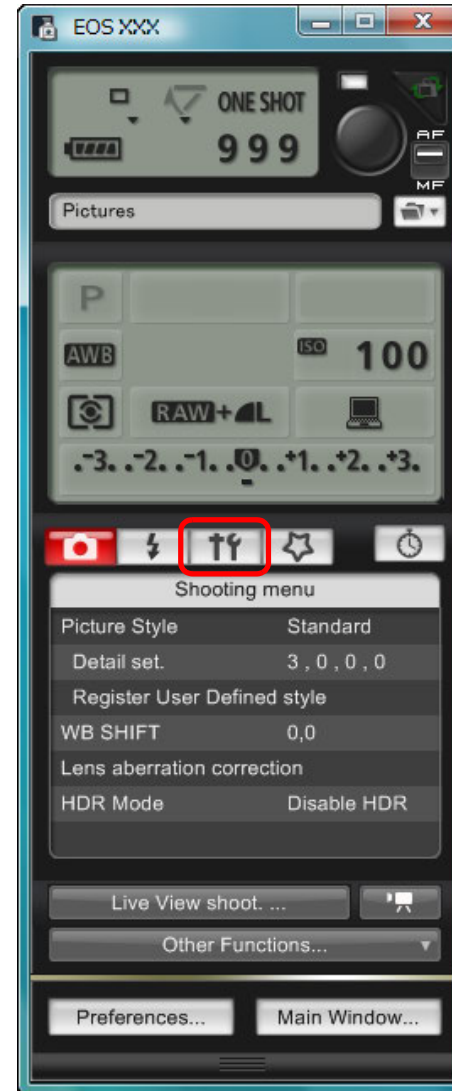 EOS XXX
ONE SHOT
999
AF
MF
Pictures
P
AWB
ISO 100
RAW+L
.-3. .-2. .-1. .0. .+1. .+2. .+3.
Shooting menu
Picture Style Standard
Detail set. 3 , 0 , 0 , 0
Register User Defined style
WB SHIFT 0,0
Lens aberration correction
HDR Mode Disable HDR
Live View shoot. ...
Other Functions...
Preferences... Main Window...